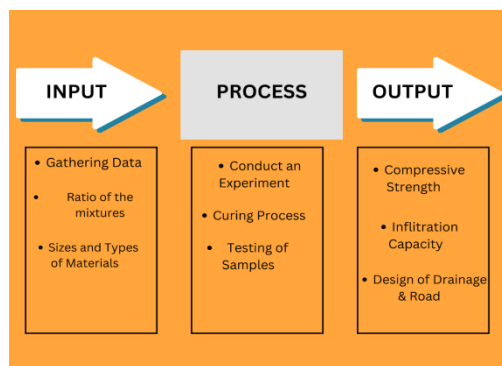 INPUT
PROCESS
OUTPUT
• Gathering Data
• Ratio of the
mixtures
• Sizes and Types
of Materials
• Conduct an
Experiment
• Curing Process
• Testing of
Samples
• Compressive
Strength
• Inflitration
Capacity
• Design of Drainage
& Road